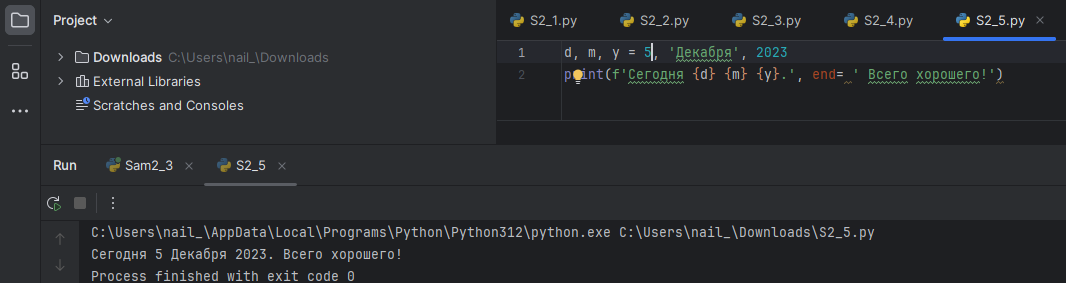 Project
S2_1.py S2_2.py S2_3.py S2_4.py S2_5.py
Downloads C:\Users\nail_\Downloads
External Libraries
Scratches and Consoles
1 d, m, y = 5, 'Декабря', 2023
2 print(f'Сегодня {d} {m} {y}.', end= ' Всего хорошего!')
Run Sam2_3 S2_5
C:\Users\nail_\AppData\Local\Programs\Python\Python312\python.exe C:\Users\nail_\Downloads\S2_5.py
Сегодня 5 Декабря 2023. Всего хорошего!
Process finished with exit code 0